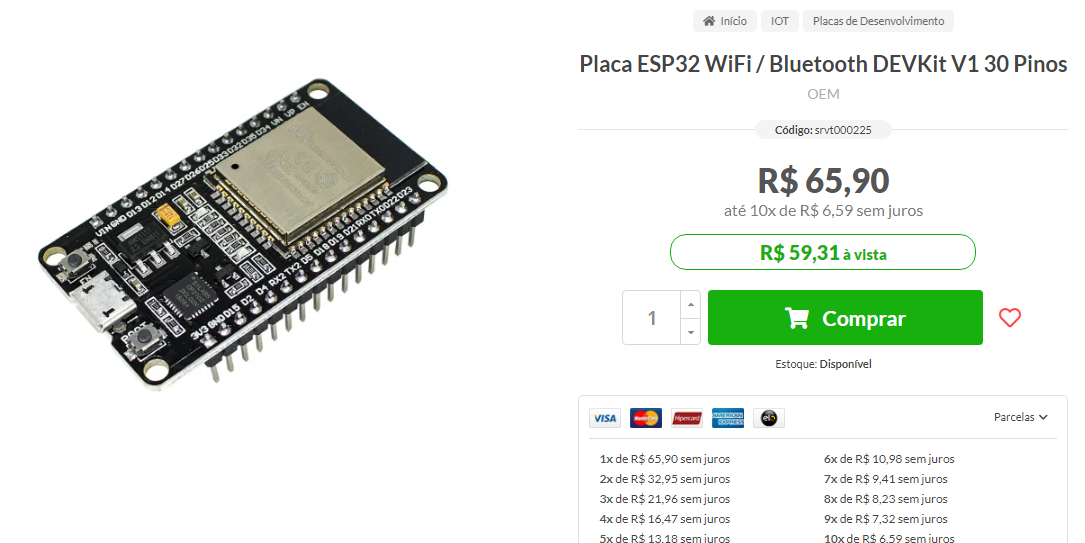 Início
IOT
Placas de Desenvolvimento
Placa ESP32 WiFi / Bluetooth DEVKit V1 30 Pinos
OEM
Código: srvt000225
R$ 65,90
até 10x de R$ 6,59 sem juros
R$ 59,31 à vista
1
Comprar
Estoque: Disponível
VISA
MasterCard
Hipercard
AMERICAN EXPRESS
elo
Parcelas
1x de R$ 65,90 sem juros
6x de R$ 10,98 sem juros
2x de R$ 32,95 sem juros
7x de R$ 9,41 sem juros
3x de R$ 21,96 sem juros
8x de R$ 8,23 sem juros
4x de R$ 16,47 sem juros
9x de R$ 7,32 sem juros
5x de R$ 13,18 sem juros
10x de R$ 6,59 sem juros
VIN GND D13 D12 D14 D27 D26 D25 D33 D32 D35 D34 VN VP EN
3V3 GND D15 D2 D4 RX2 TX2 D5 D18 D19 D21 RX0 TX0 D22 D23